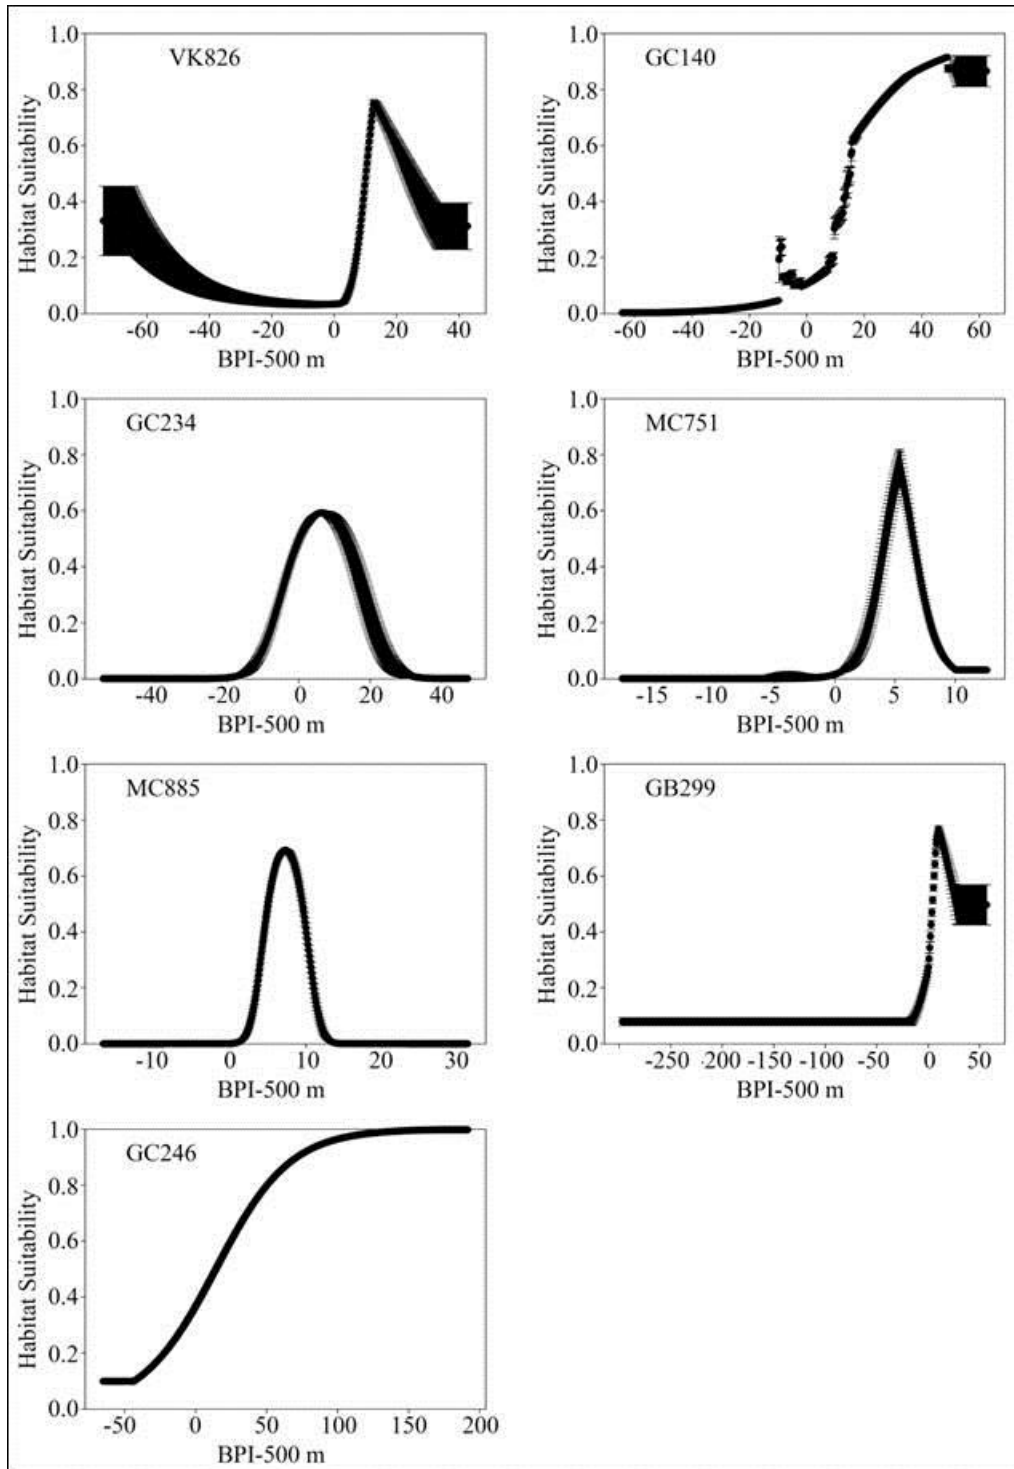 VK826
Habitat Suitability
1.0
0.8
0.6
0.4
0.2
0.0
-60 -40 -20 0 20 40
BPI-500 m
GC140
Habitat Suitability
1.0
0.8
0.6
0.4
0.2
0.0
-60 -40 -20 0 20 40 60
BPI-500 m
GC234
Habitat Suitability
1.0
0.8
0.6
0.4
0.2
0.0
-40 -20 0 20 40
BPI-500 m
MC751
Habitat Suitability
1.0
0.8
0.6
0.4
0.2
0.0
-15 -10 -5 0 5 10
BPI-500 m
MC885
Habitat Suitability
1.0
0.8
0.6
0.4
0.2
0.0
-10 0 10 20 30
BPI-500 m
GB299
Habitat Suitability
1.0
0.8
0.6
0.4
0.2
0.0
-250 -200 -150 -100 -50 0 50
BPI-500 m
GC246
Habitat Suitability
1.0
0.8
0.6
0.4
0.2
0.0
-50 0 50 100 150 200
BPI-500 m